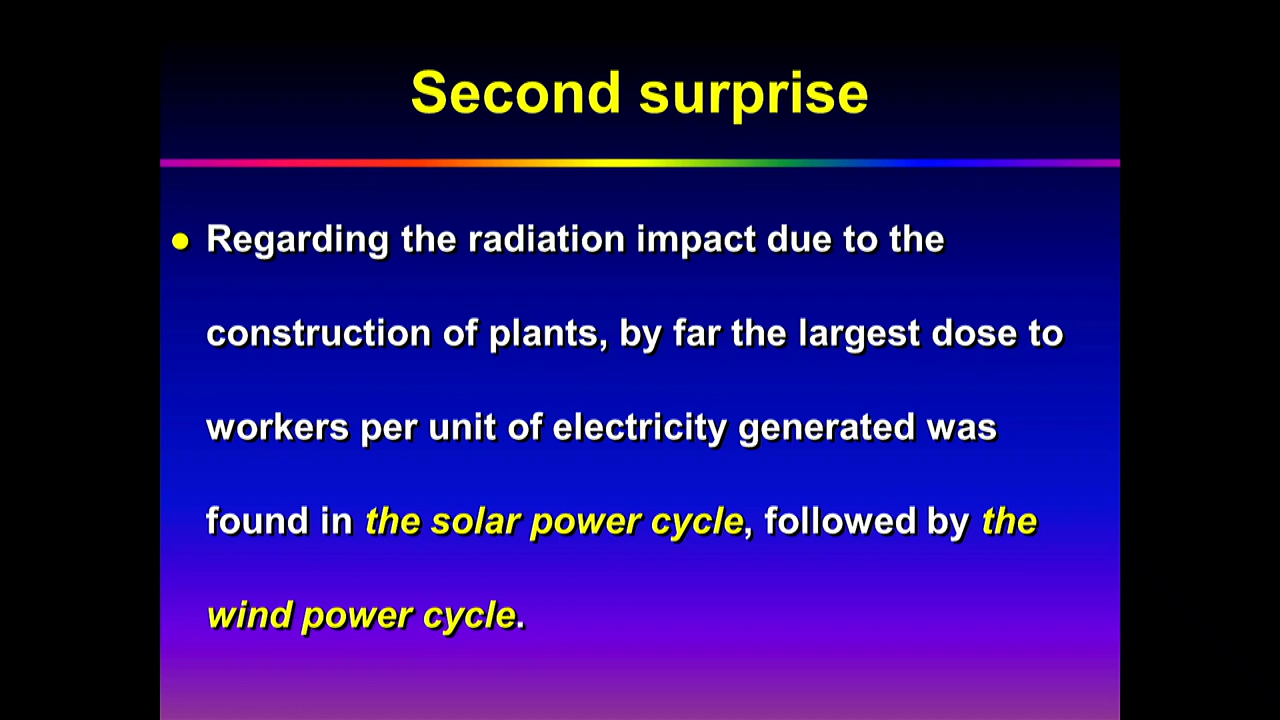 Second surprise
Regarding the radiation impact due to the
construction of plants, by far the largest dose to
workers per unit of electricity generated was
found in the solar power cycle, followed by the
wind power cycle.